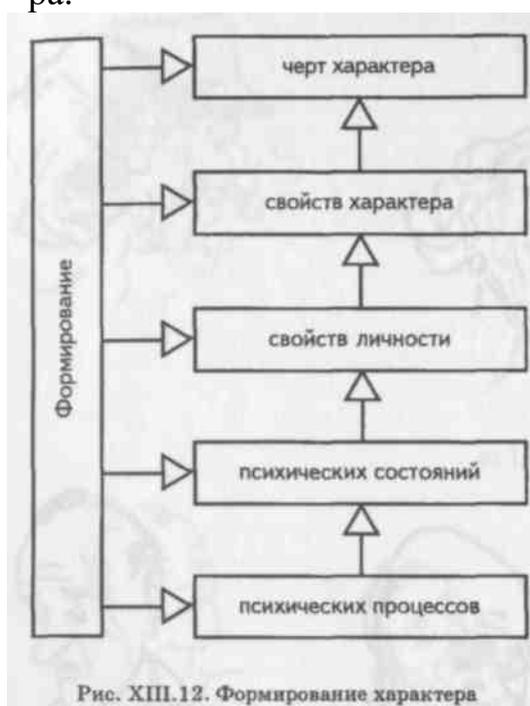 ра.
Формирование
черт характера
свойств характера
свойств личности
психических состояний
психических процессов
Рис. XIII.12. Формирование характера